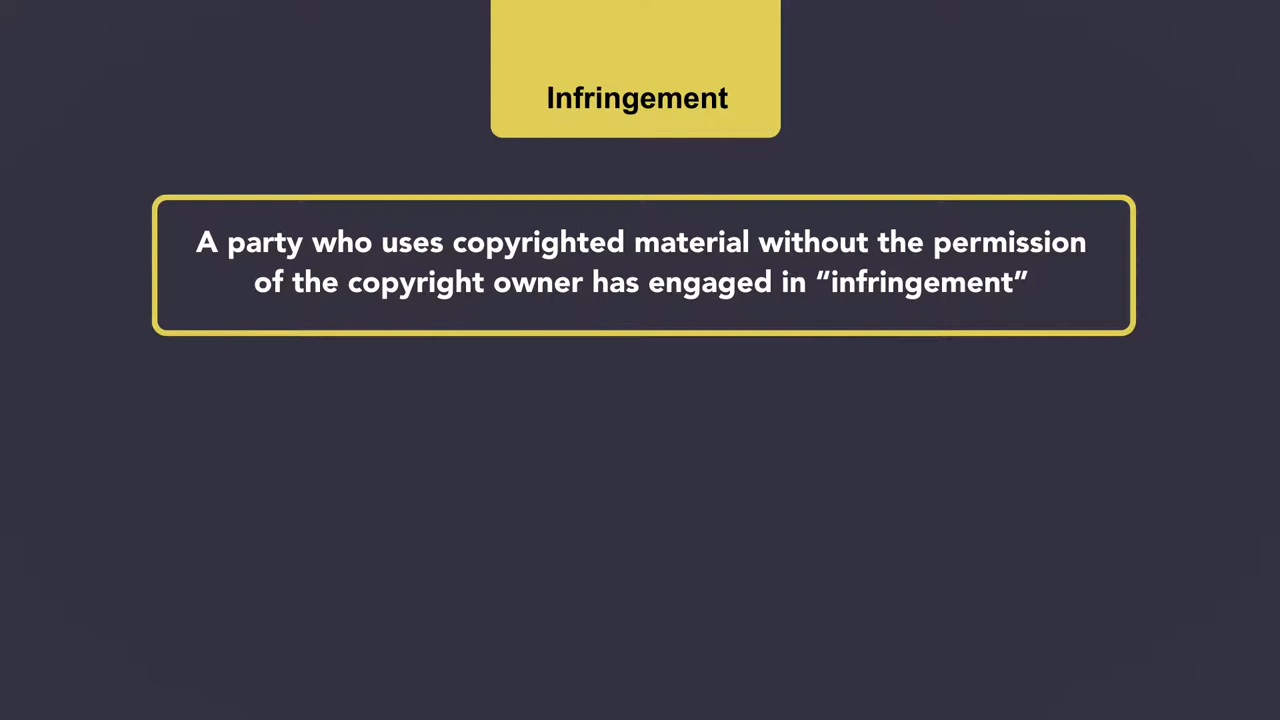 Infringement
A party who uses copyrighted material without the permission
of the copyright owner has engaged in “infringement”